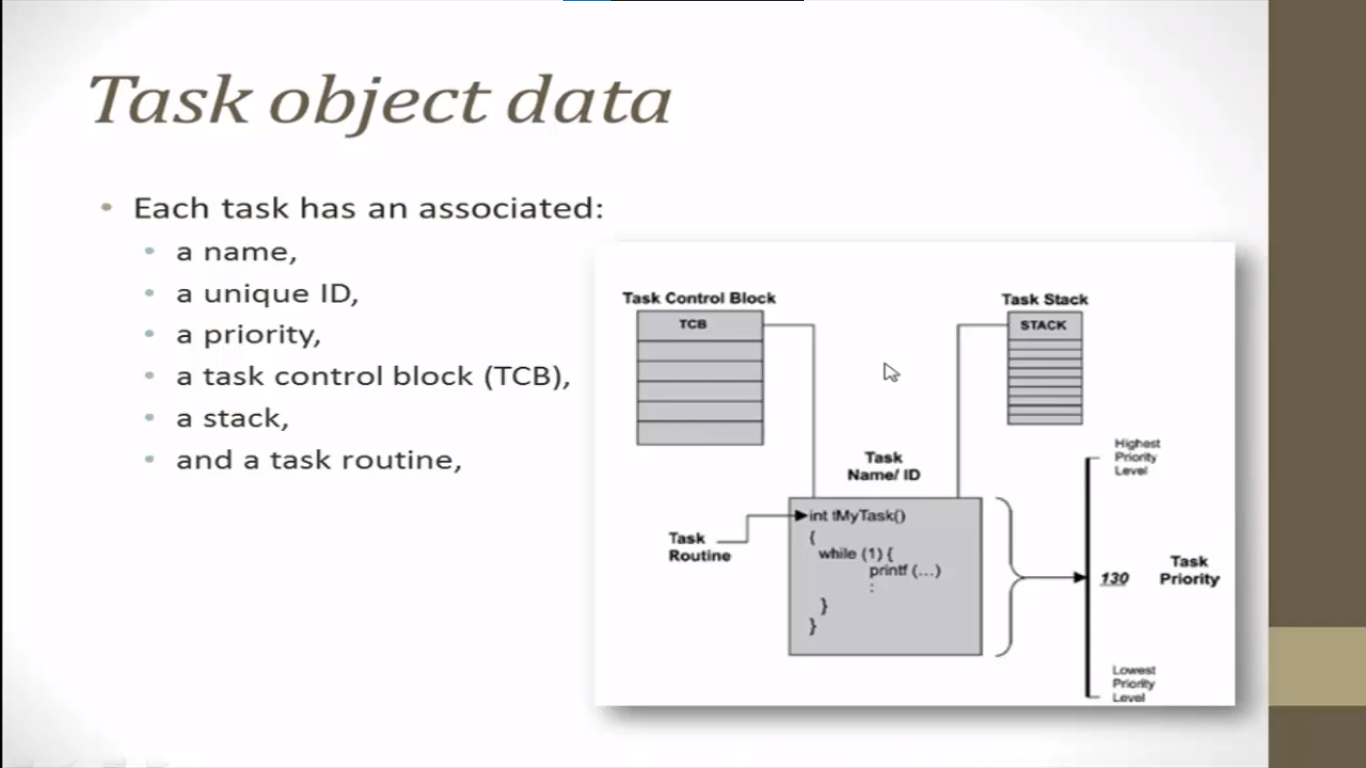 Task object data
• Each task has an associated:
• a name,
• a unique ID,
• a priority,
• a task control block (TCB),
• a stack,
• and a task routine,
Task Control Block
TCB
Task Stack
STACK
Task
Name/ ID
Task
Routine
int tMyTask()
{
while (1) {
printf (...)
:
}
}
Highest
Priority
Level
130
Task
Priority
Lowest
Priority
Level